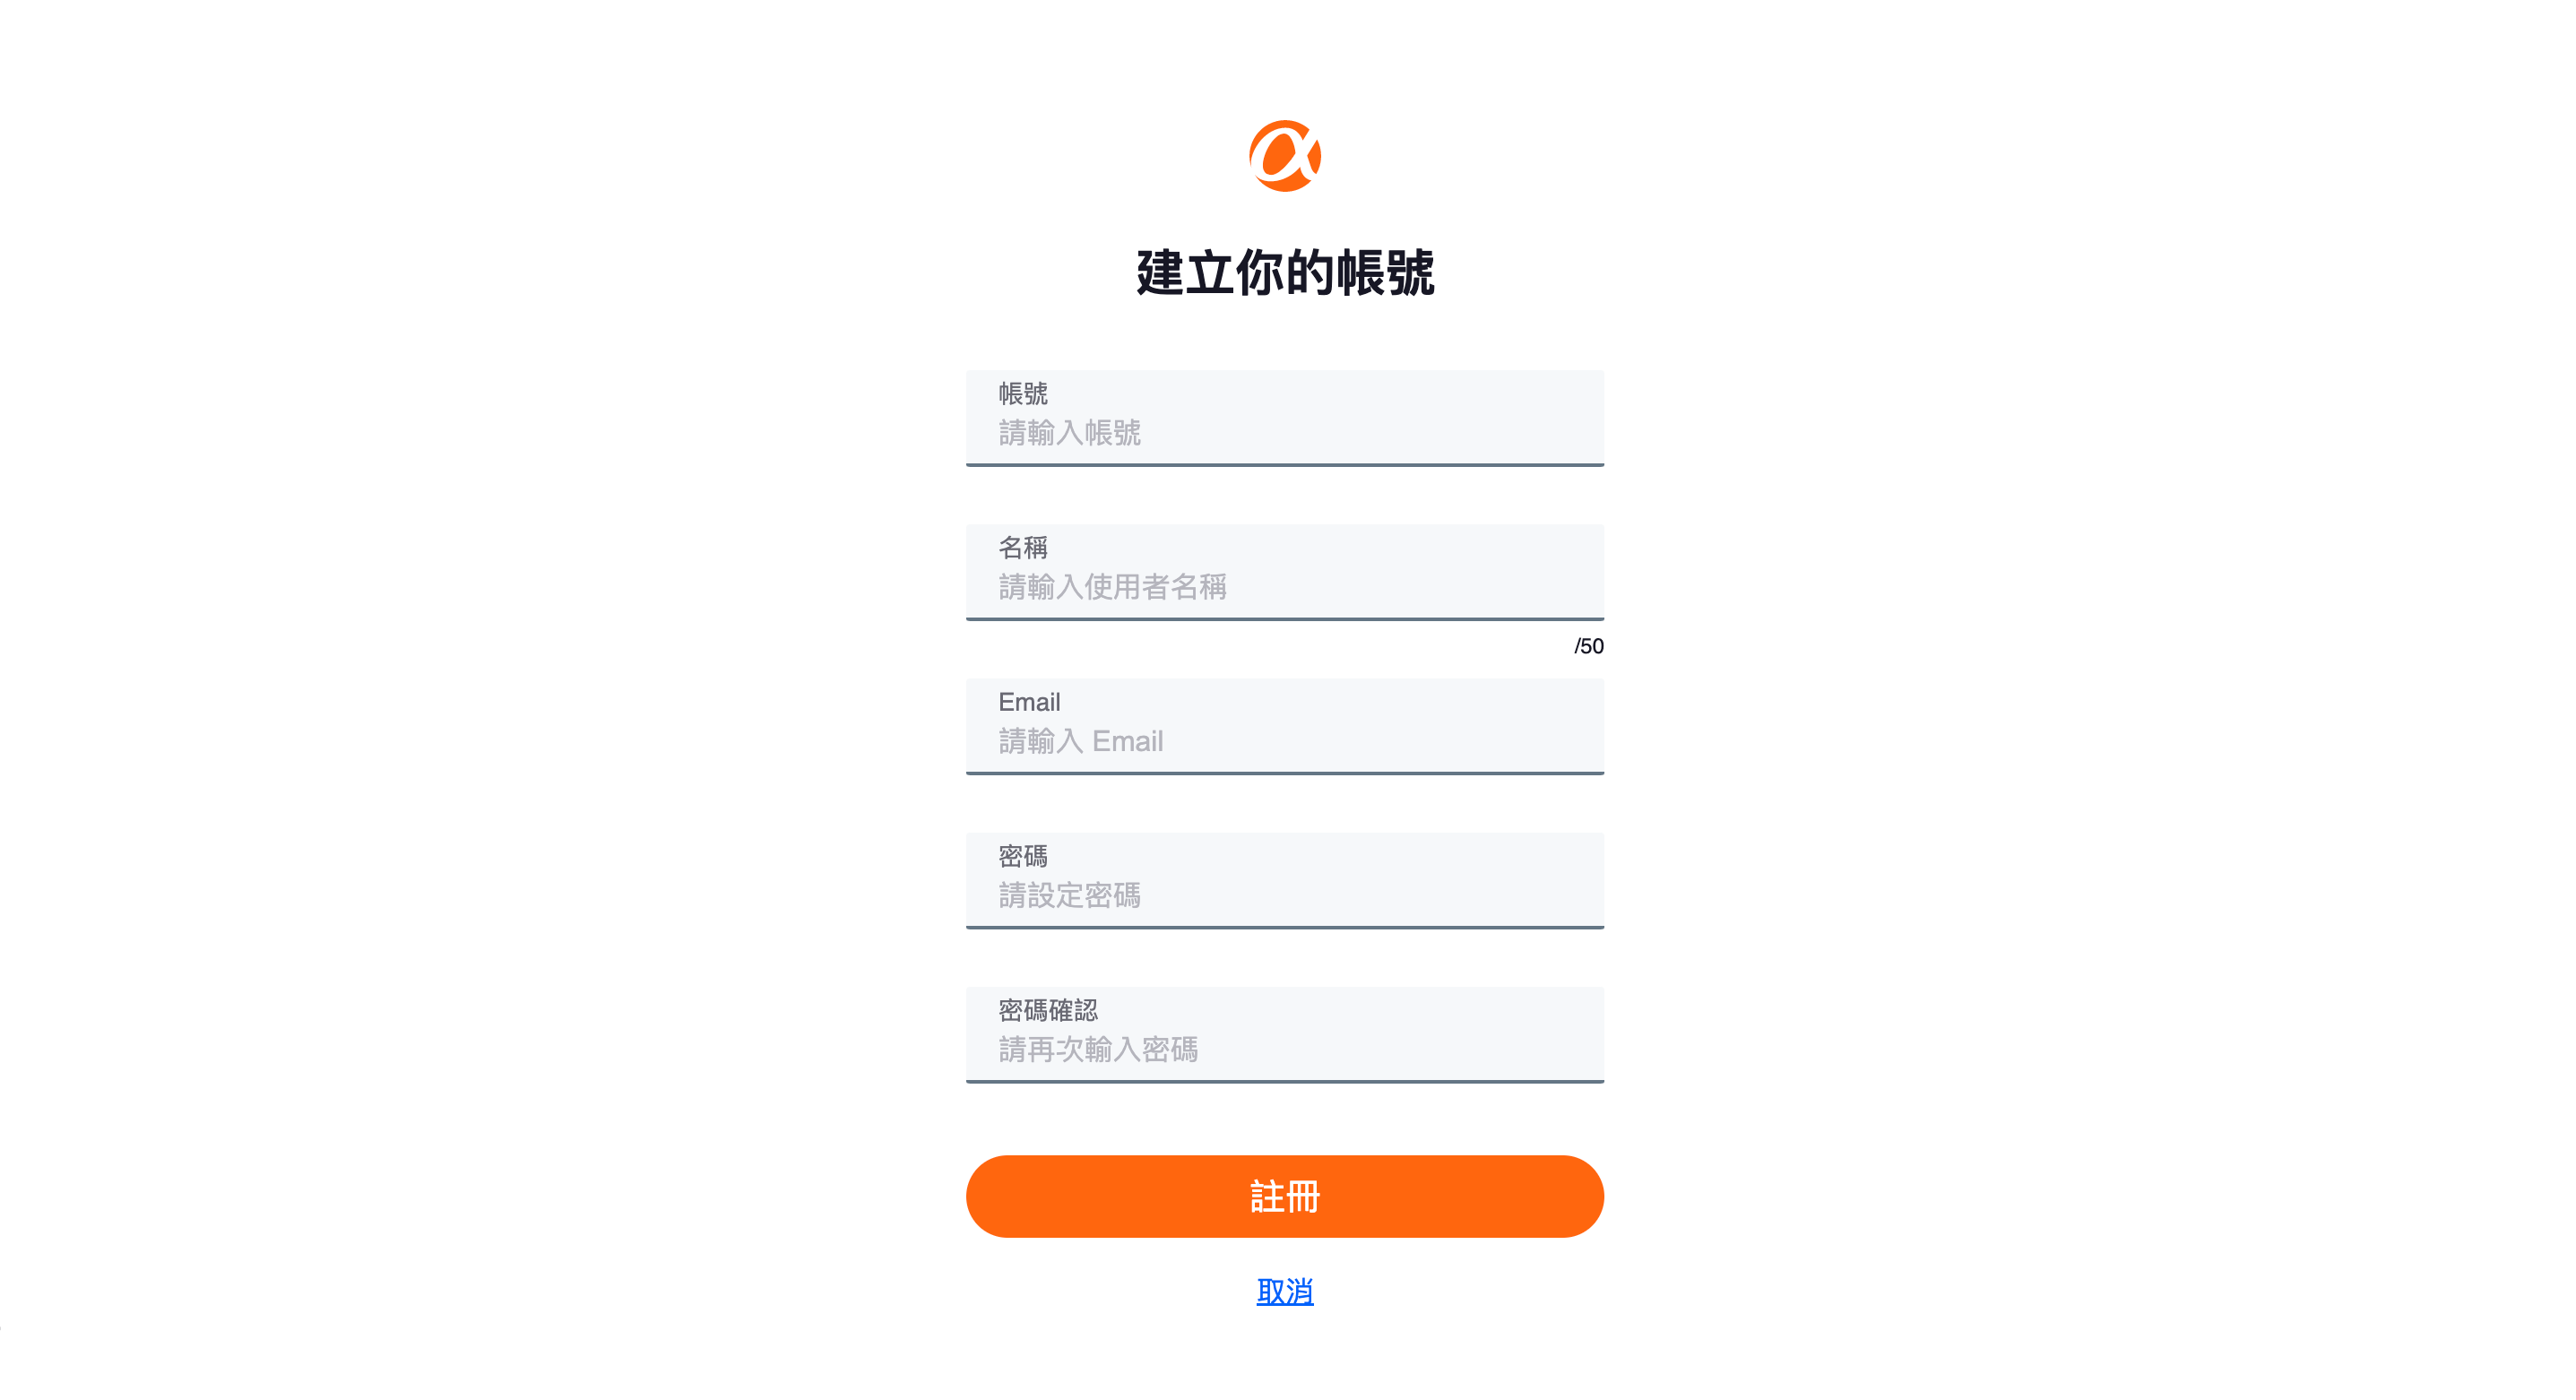 建立你的帳號
帳號
請輸入帳號
名稱
請輸入使用者名稱
/50
Email
請輸入 Email
密碼
請設定密碼
密碼確認
請再次輸入密碼
註冊
取消